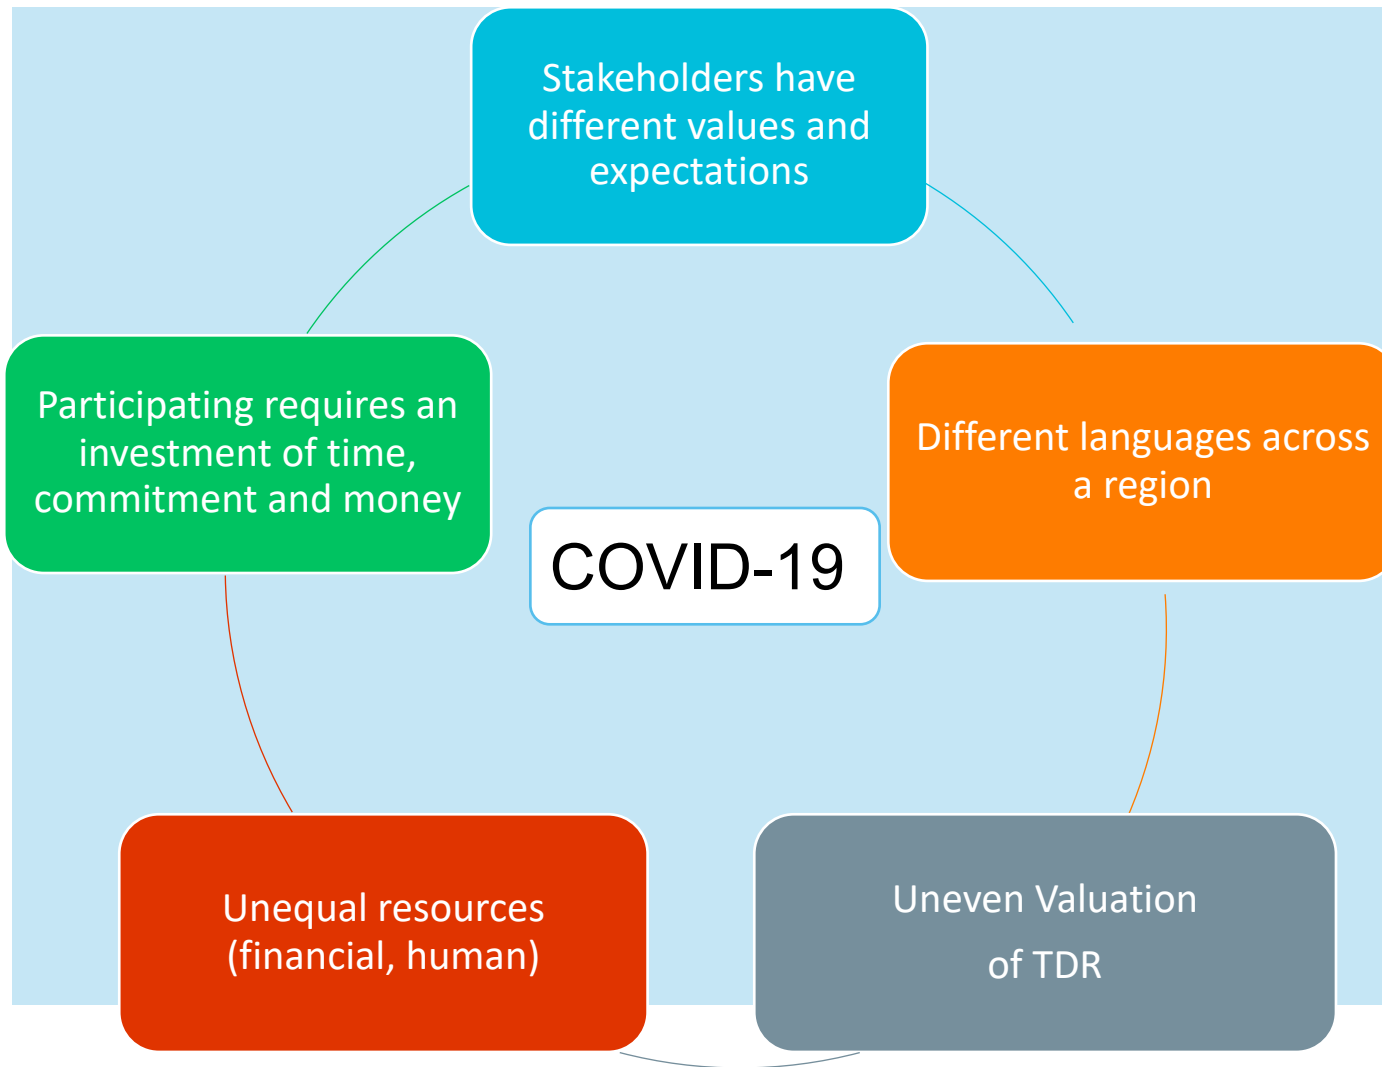 Stakeholders have
different values and
expectations
Participating requires an
investment of time,
commitment and money
Different languages across
a region
COVID-19
Unequal resources
(financial, human)
Uneven Valuation
of TDR